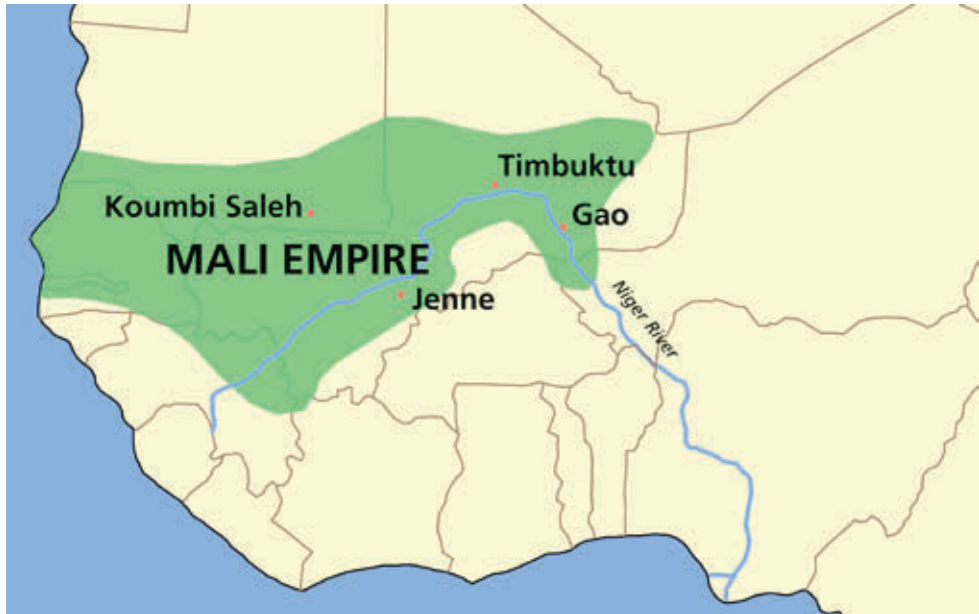 Timbuktu
Koumbi Saleh
Gao
MALI EMPIRE
Jenne
Niger River